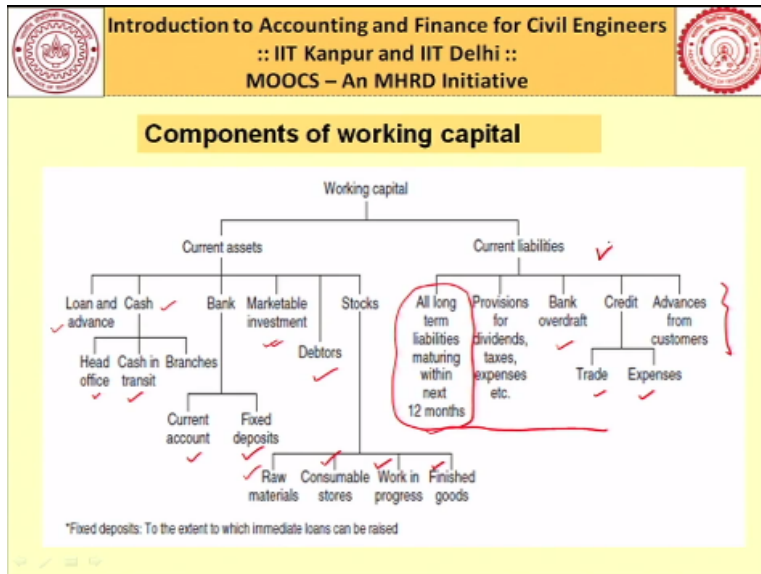 Introduction to Accounting and Finance for Civil Engineers
:: IIT Kanpur and IIT Delhi ::
MOOCS – An MHRD Initiative
Components of working capital
Working capital
Current assets
Current liabilities
Loan and
advance
Cash
Bank
Marketable
investment
Debtors
Stocks
All long
term
liabilities
maturing
within
next
12 months
Provisions
for
dividends,
taxes,
expenses
etc.
Bank
overdraft
Credit
Advances
from
customers
Head
office
Cash in
transit
Branches
Trade
Expenses
Current
account
Fixed
deposits
Raw
materials
Consumable
stores
Work in
progress
Finished
goods
*Fixed deposits: To the extent to which immediate loans can be raised